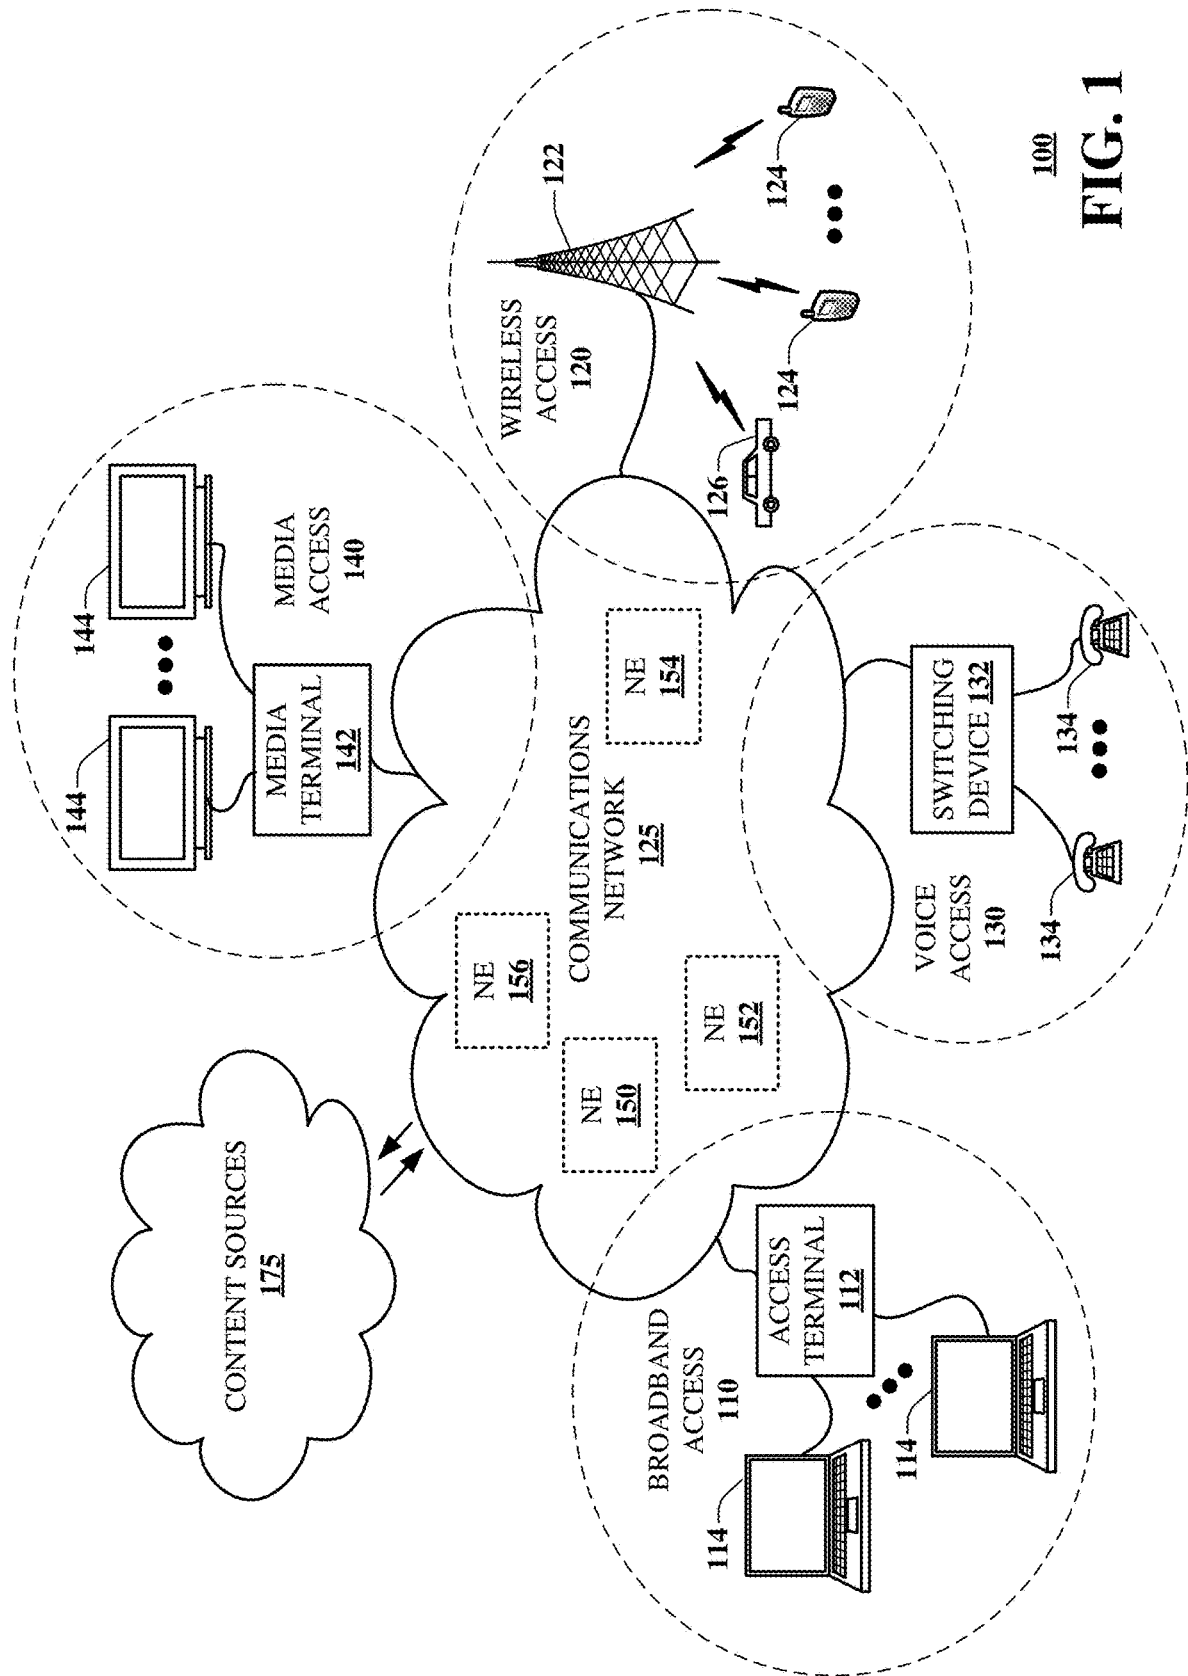 CONTENT SOURCES
175
144
144
MEDIA
TERMINAL
142
MEDIA
ACCESS
140
WIRELESS
ACCESS
120
122
126
124
124
NE
156
NE
150
NE
152
NE
154
COMMUNICATIONS
NETWORK
125
BROADBAND
ACCESS
110
ACCESS
TERMINAL
112
114
114
VOICE
ACCESS
130
SWITCHING
DEVICE 132
134
134
100
FIG. 1